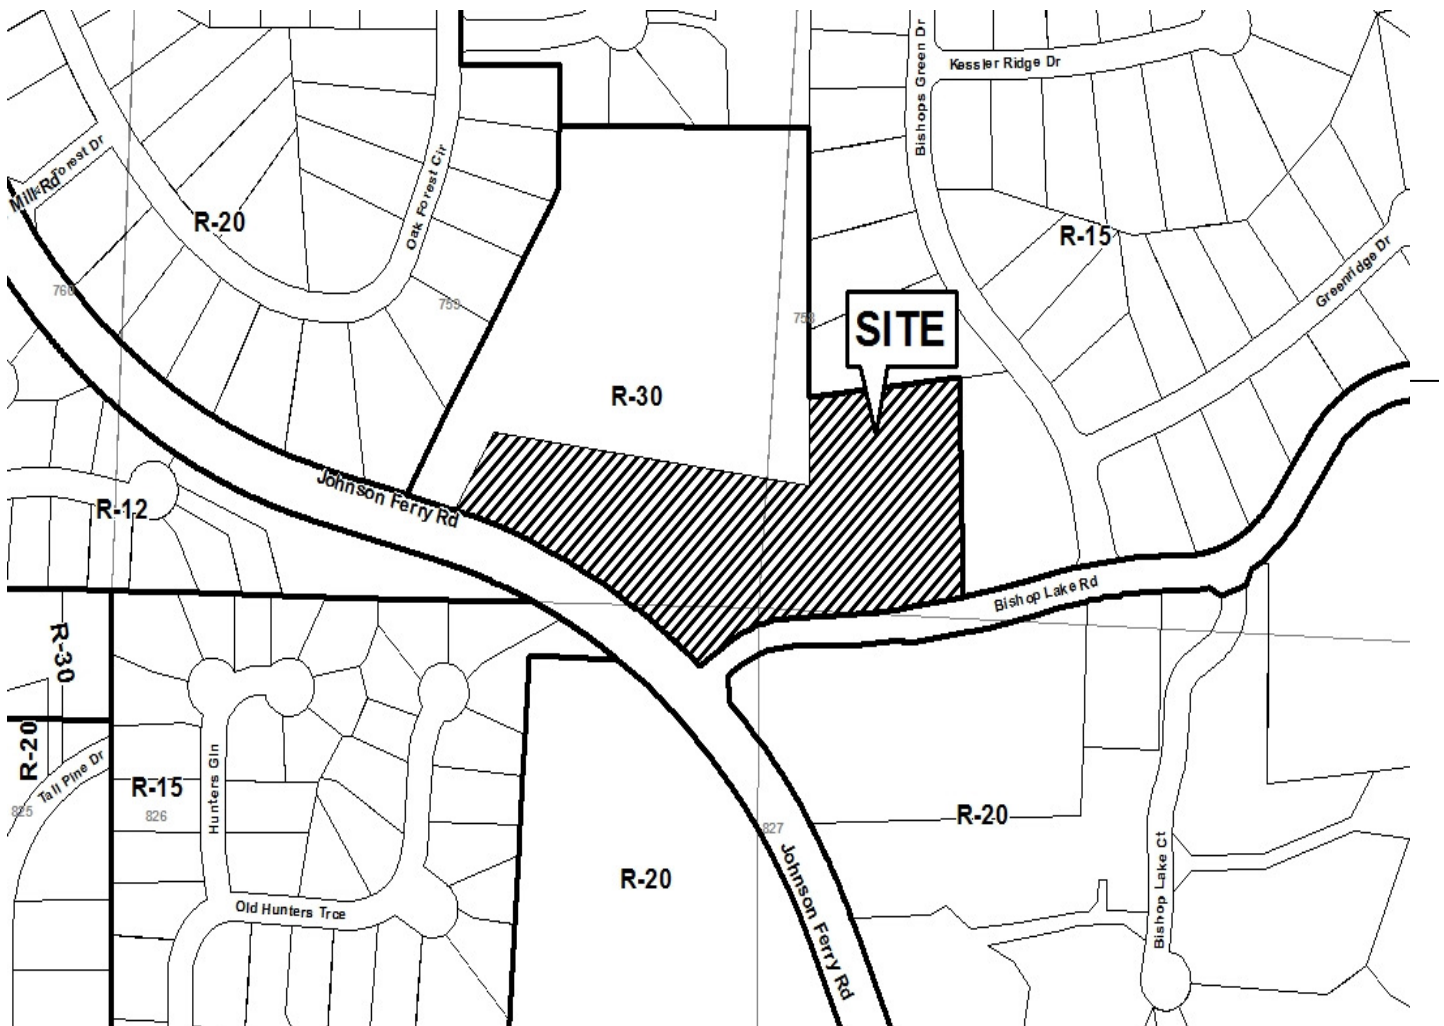 Bishops Green Dr
Kessler Ridge Dr
Forest Dr
Mill Rd
Oak Forest Cir
R-20
R-15
Greenridge Dr
760
759
758
SITE
R-30
Johnson Ferry Rd
R-12
Bishop Lake Rd
R-30
R-20
Tall Pine Dr
Hunters Gln
R-15
825
826
827
R-20
R-20
Johnson Ferry Rd
Bishop Lake Ct
Old Hunters Trce